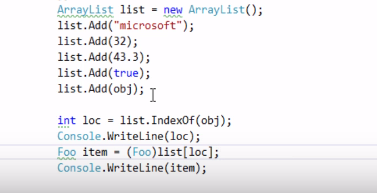 ArrayList list = new ArrayList();
list.Add("microsoft");
list.Add(32);
list.Add(43.3);
list.Add(true);
list.Add(obj);
int loc = list.IndexOf(obj);
Console.WriteLine(loc);
Foo item = (Foo)list[loc];
Console.WriteLine(item);